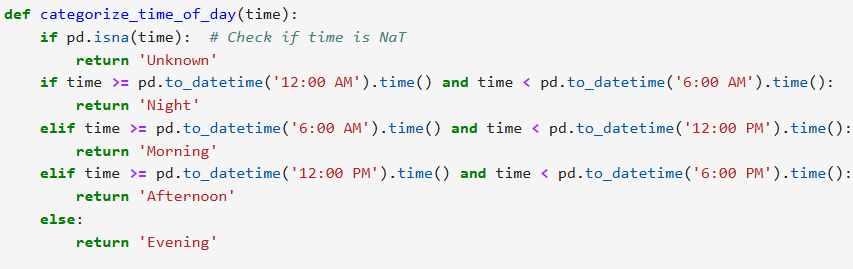 def categorize_time_of_day(time):
    if pd.isna(time):  # Check if time is NaT
        return 'Unknown'
    if time >= pd.to_datetime('12:00 AM').time() and time < pd.to_datetime('6:00 AM').time():
        return 'Night'
    elif time >= pd.to_datetime('6:00 AM').time() and time < pd.to_datetime('12:00 PM').time():
        return 'Morning'
    elif time >= pd.to_datetime('12:00 PM').time() and time < pd.to_datetime('6:00 PM').time():
        return 'Afternoon'
    else:
        return 'Evening'